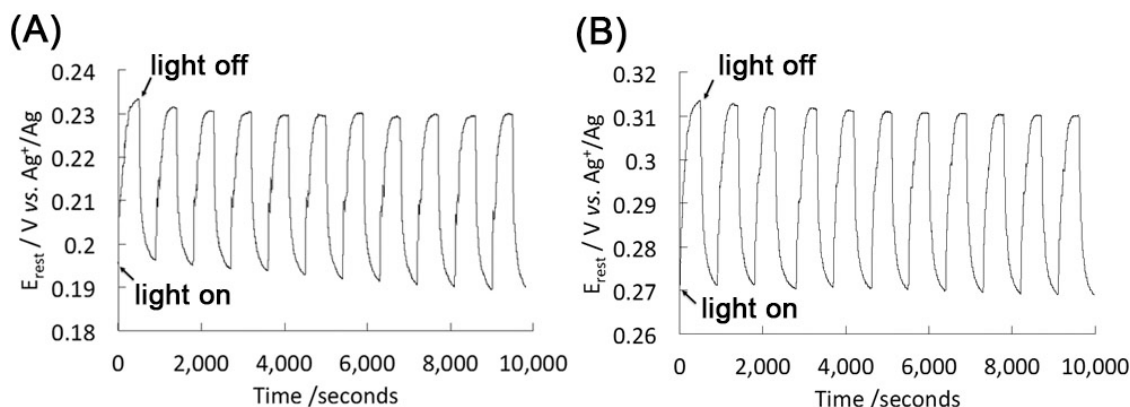 (A)
light off
0.24
0.23
0.22
0.21
0.2
0.19
0.18
E_rest / V vs. Ag⁺/Ag
light on
0
2,000
4,000
6,000
8,000
10,000
Time /seconds
(B)
light off
0.32
0.31
0.3
0.29
0.28
0.27
0.26
E_rest / V vs. Ag⁺/Ag
light on
0
2,000
4,000
6,000
8,000
10,000
Time /seconds